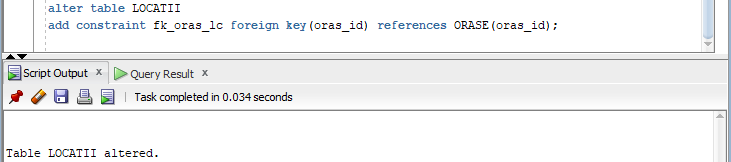 alter table LOCATII
add constraint fk_oras_lc foreign key(oras_id) references ORASE(oras_id);
Script Output x Query Result x
Task completed in 0.034 seconds
Table LOCATII altered.